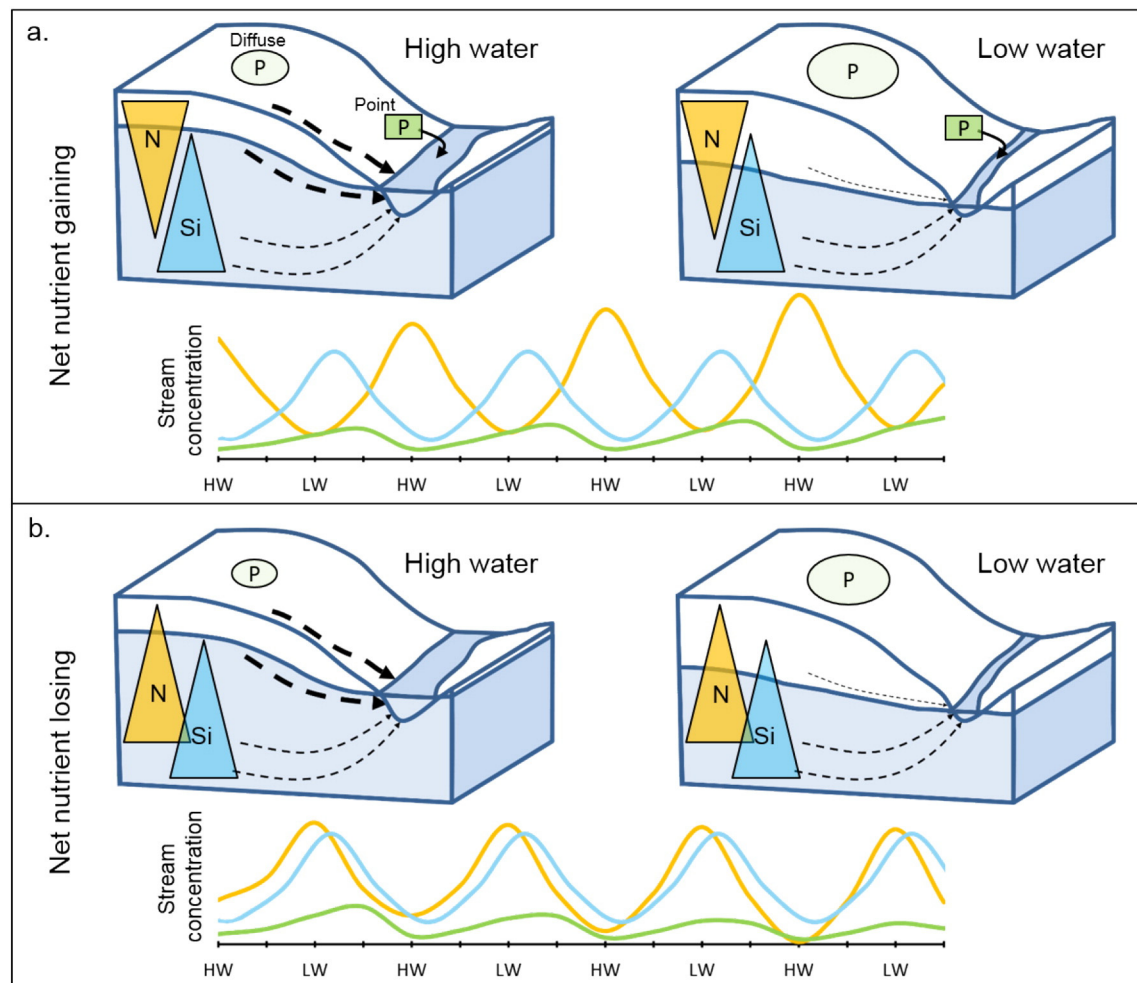 a.
Diffuse
P
High water
Point
P
N
Si
Low water
P
P
N
Si
Net nutrient gaining
Stream
concentration
HW LW HW LW HW LW HW LW
b.
High water
P
N
Si
Low water
P
N
Si
Net nutrient losing
Stream
concentration
HW LW HW LW HW LW HW LW